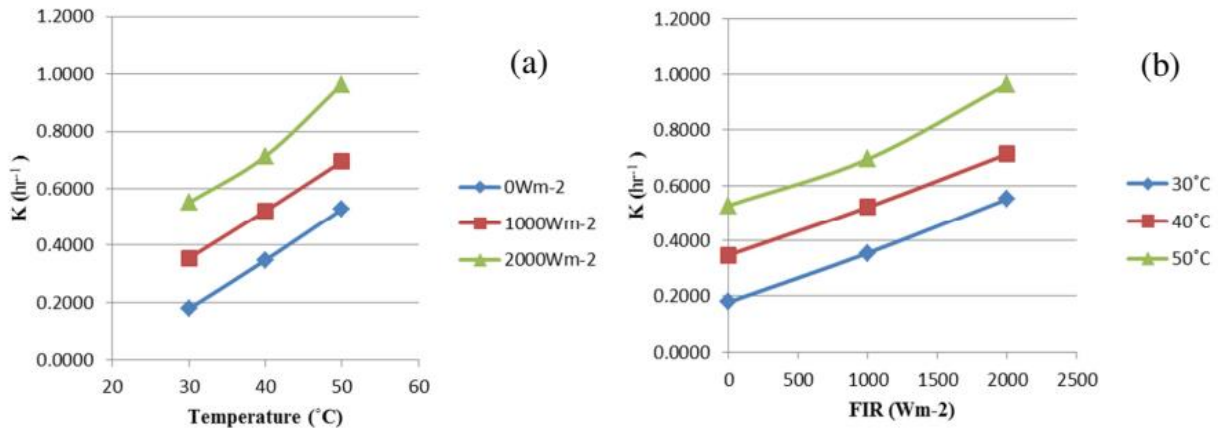 1.2000
1.0000
0.8000
0.6000
0.4000
0.2000
0.0000
K (hr⁻¹)
20 30 40 50 60
Temperature (˚C)
(a)
0Wm-2
1000Wm-2
2000Wm-2
1.2000
1.0000
0.8000
0.6000
0.4000
0.2000
0.0000
K (hr⁻¹)
0 500 1000 1500 2000 2500
FIR (Wm-2)
(b)
30˚C
40˚C
50˚C